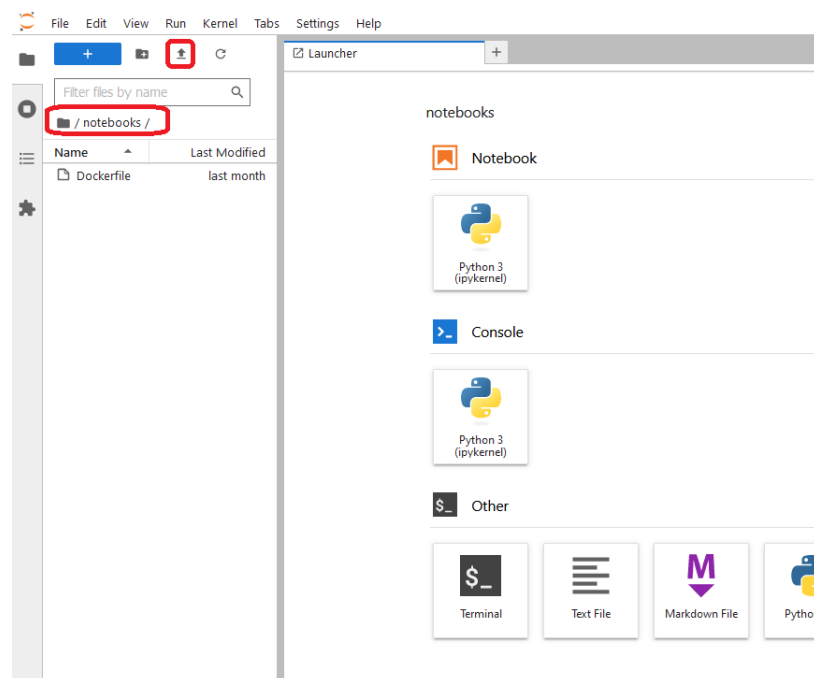 File Edit View Run Kernel Tabs Settings Help
+
Launcher +
Filter files by name
/ notebooks /
Name Last Modified
Dockerfile last month
notebooks
Notebook
Python 3
(ipykernel)
Console
Python 3
(ipykernel)
$_ Other
$_
M
Terminal Text File Markdown File Pytho